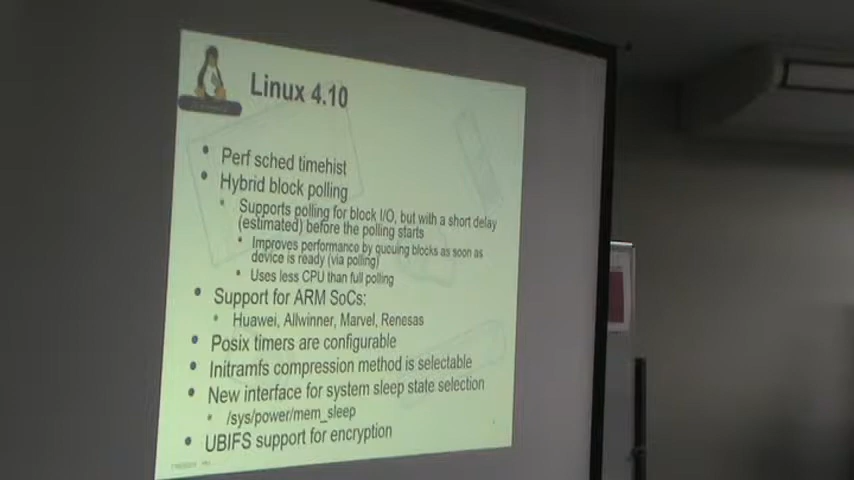 Linux 4.10
Perf sched timehist
Hybrid block polling
Supports polling for block I/O, but with a short delay
(estimated) before the polling starts
Improves performance by queuing blocks as soon as
device is ready (via polling)
Uses less CPU than full polling
Support for ARM SoCs:
Huawei, Allwinner, Marvel, Renesas
Posix timers are configurable
Initramfs compression method is selectable
New interface for system sleep state selection
/sys/power/mem_sleep
UBIFS support for encryption